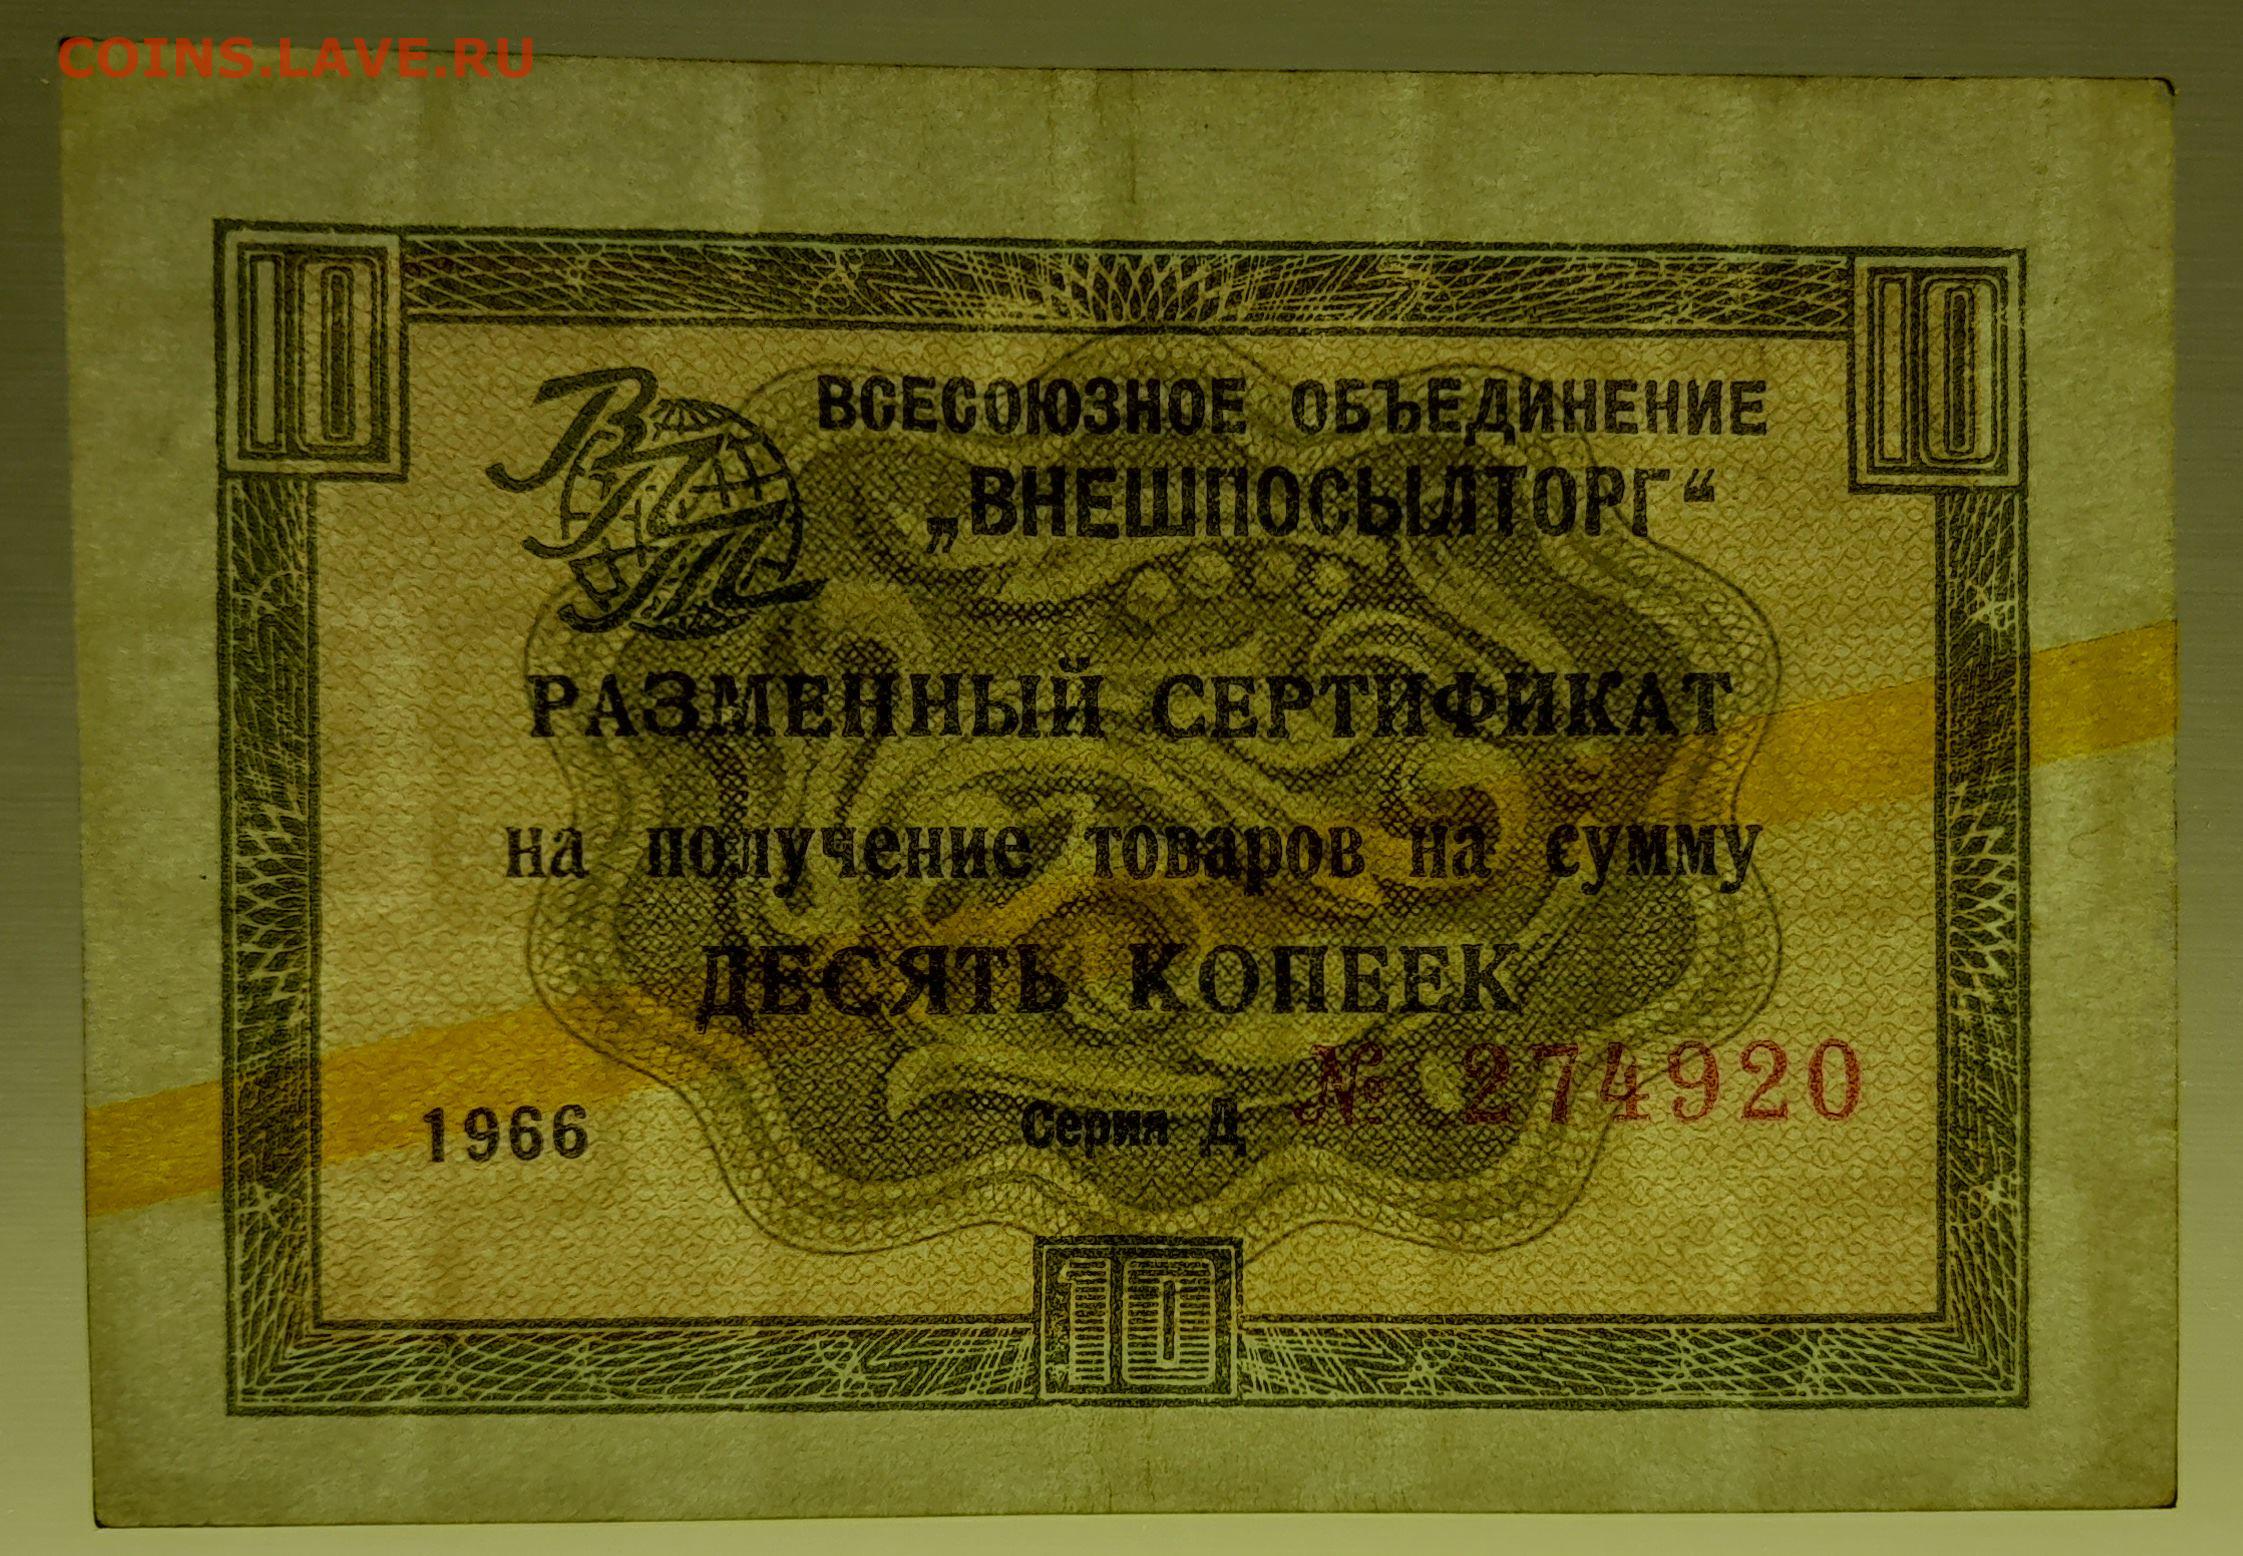 COINS.LAVE.RU
10
10
ВПТ
ВСЕСОЮЗНОЕ ОБЪЕДИНЕНИЕ
„ВНЕШПОСЫЛТОРГ“
РАЗМЕННЫЙ СЕРТИФИКАТ
на получение товаров на сумму
ДЕСЯТЬ КОПЕЕК
№ 274920
1966
Серия Д
10